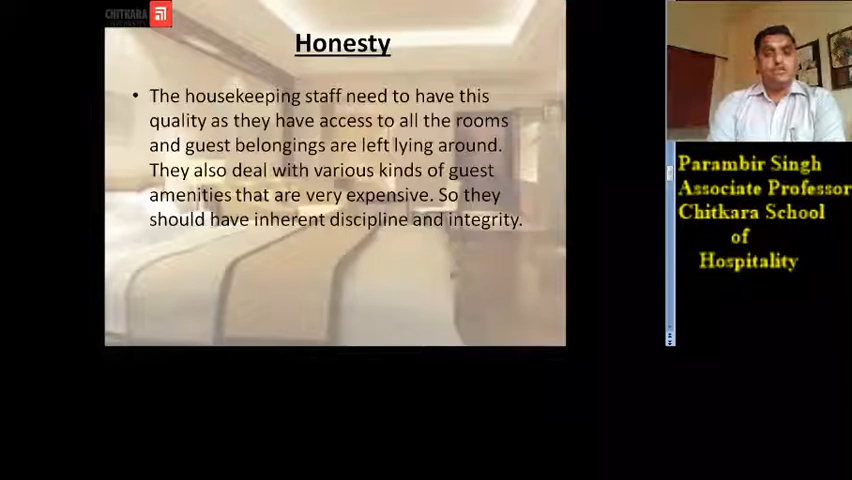 CHITKARA
UNIVERSITY
Honesty
• The housekeeping staff need to have this
quality as they have access to all the rooms
and guest belongings are left lying around.
They also deal with various kinds of guest
amenities that are very expensive. So they
should have inherent discipline and integrity.
Parambir Singh
Associate Professor
Chitkara School
of
Hospitality